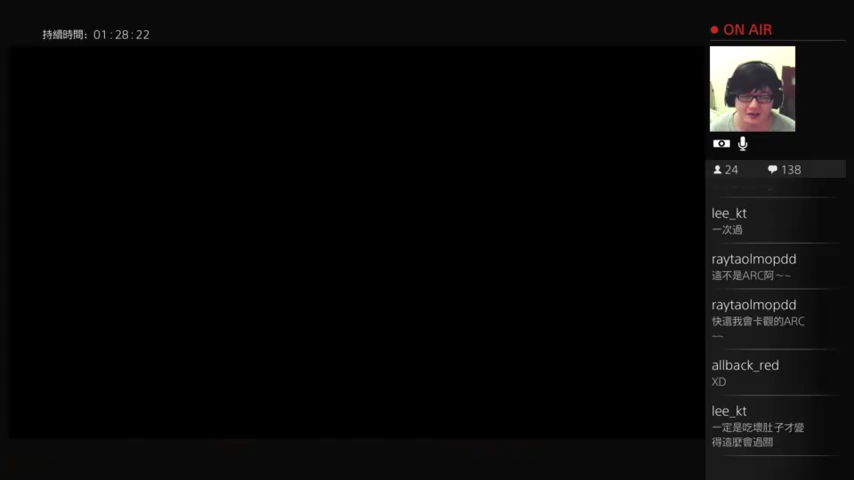 持續時間: 01:28:22
ON AIR
24 138
lee_kt
一次過
raytaolmopdd
這不是ARC阿～~
raytaolmopdd
快還我會卡觀的ARC
~~
allback_red
XD
lee_kt
一定是吃壞肚子才變
得這麼會過關